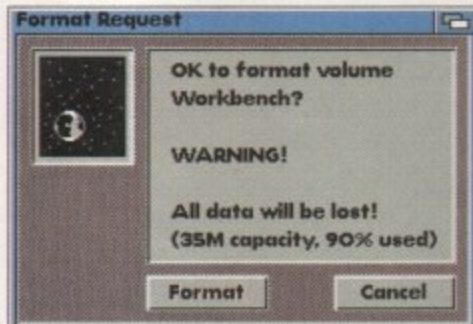 Format Request
OK to format volume
Workbench?
WARNING!
All data will be lost!
(35M capacity, 90% used)
Format
Cancel